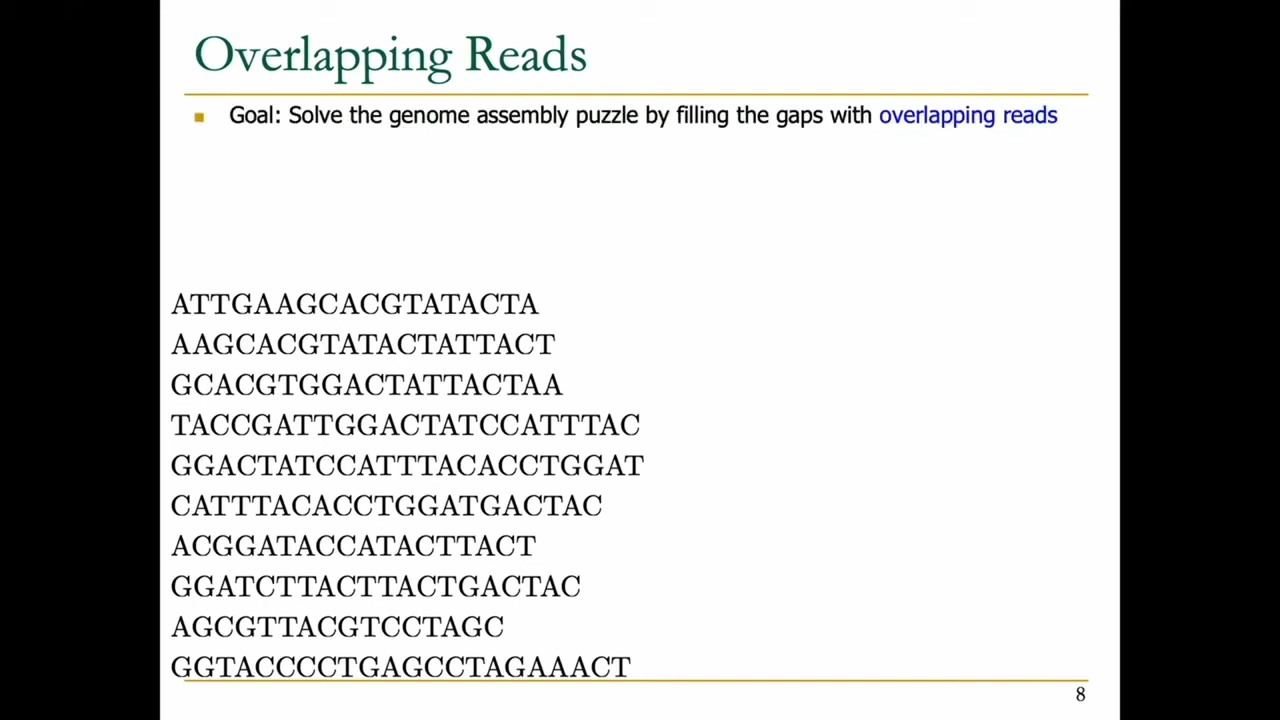 Overlapping Reads
Goal: Solve the genome assembly puzzle by filling the gaps with overlapping reads
ATTGAAGCACGTATACTA
AAGCACGTATACTATTACT
GCACGTGGACTATTACTAA
TACCGATTGGACTATCCATTTAC
GGACTATCCATTTACACCTGGAT
CATTTACACCTGGATGACTAC
ACGGATACCATACTTACT
GGATCTTACTTACTGACTAC
AGCGTTACGTCCTAGC
GGTACCCCTGAGCCTAGAAACT
8